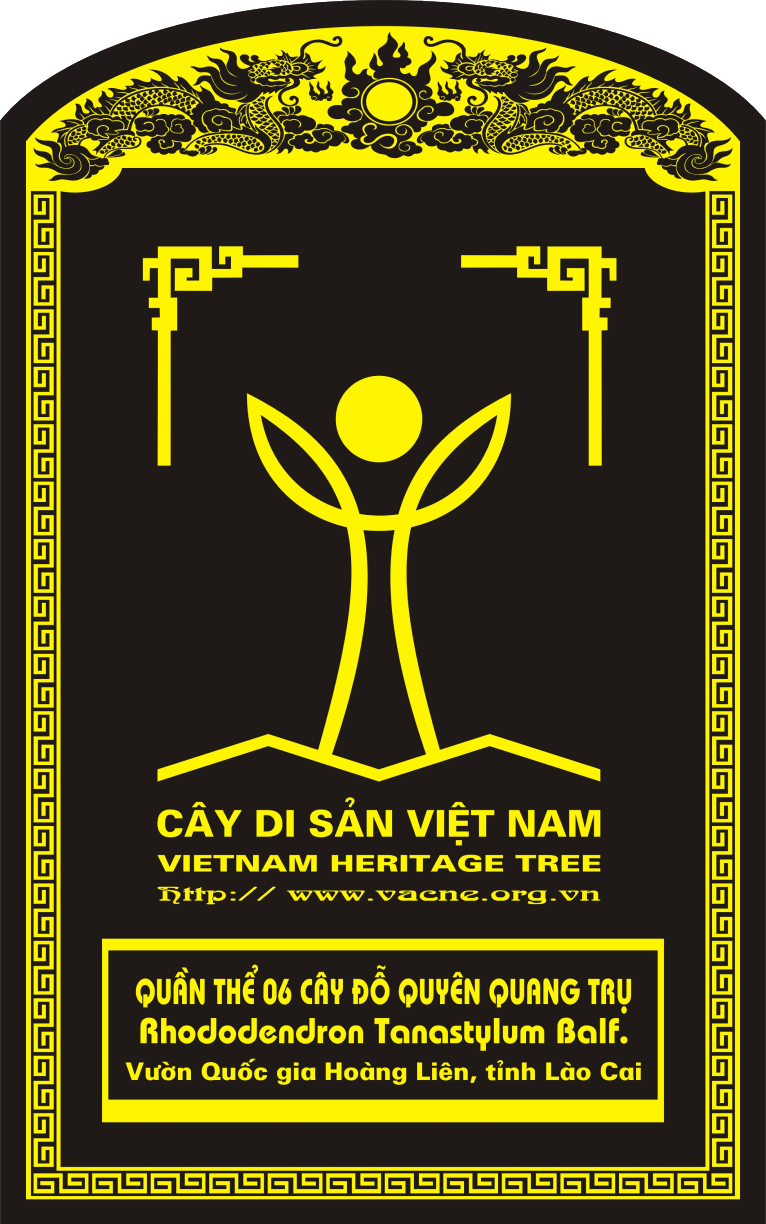 CÂY DI SẢN VIỆT NAM
VIETNAM HERITAGE TREE
http:// www.vacne.org.vn
QUẦN THỂ 06 CÂY ĐỖ QUYÊN QUANG TRỤ
Rhododendron Tanastylum Balf.
Vườn Quốc gia Hoàng Liên, tỉnh Lào Cai